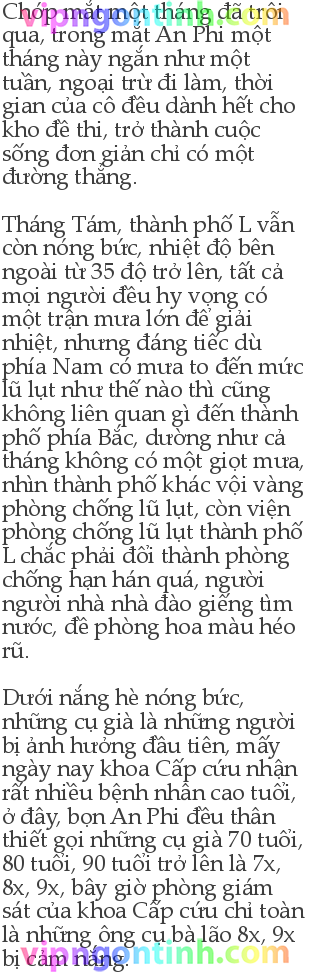 Chớp mắt một tháng đã trôi
qua, trong mắt An Phi một
tháng này ngắn như một
tuần, ngoại trừ đi làm, thời
gian của cô đều dành hết cho
kho đề thi, trở thành cuộc
sống đơn giản chỉ có một
đường thẳng.
Tháng Tám, thành phố L vẫn
còn nóng bức, nhiệt độ bên
ngoài từ 35 độ trở lên, tất cả
mọi người đều hy vọng có
một trận mưa lớn để giải
nhiệt, nhưng đáng tiếc dù
phía Nam có mưa to đến mức
lũ lụt như thế nào thì cũng
không liên quan gì đến thành
phố phía Bắc, dường như cả
tháng không có một giọt mưa,
nhìn thành phố khác vội vàng
phòng chống lũ lụt, còn viện
phòng chống lũ lụt thành phố
L chắc phải đổi thành phòng
chống hạn hán quá, người
người nhà nhà đào giếng tìm
nước, đề phòng hoa màu héo
rũ.
Dưới nắng hè nóng bức,
những cụ già là những người
bị ảnh hưởng đầu tiên, mấy
ngày nay khoa Cấp cứu nhận
rất nhiều bệnh nhân cao tuổi,
ở đây, bọn An Phi đều thân
thiết gọi những cụ già 70 tuổi,
80 tuổi, 90 tuổi trở lên là 7x,
8x, 9x, bây giờ phòng giám
sát của khoa Cấp cứu chỉ toàn
là những ông cụ bà lão 8x, 9x
bị cảm nắng.
vipngontinh.com
vipngontinh.com